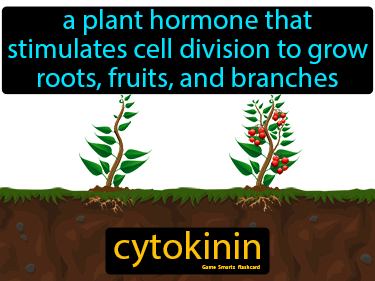 a plant hormone that
stimulates cell division to grow
roots, fruits, and branches
cytokinin
Game Smartz flashcard